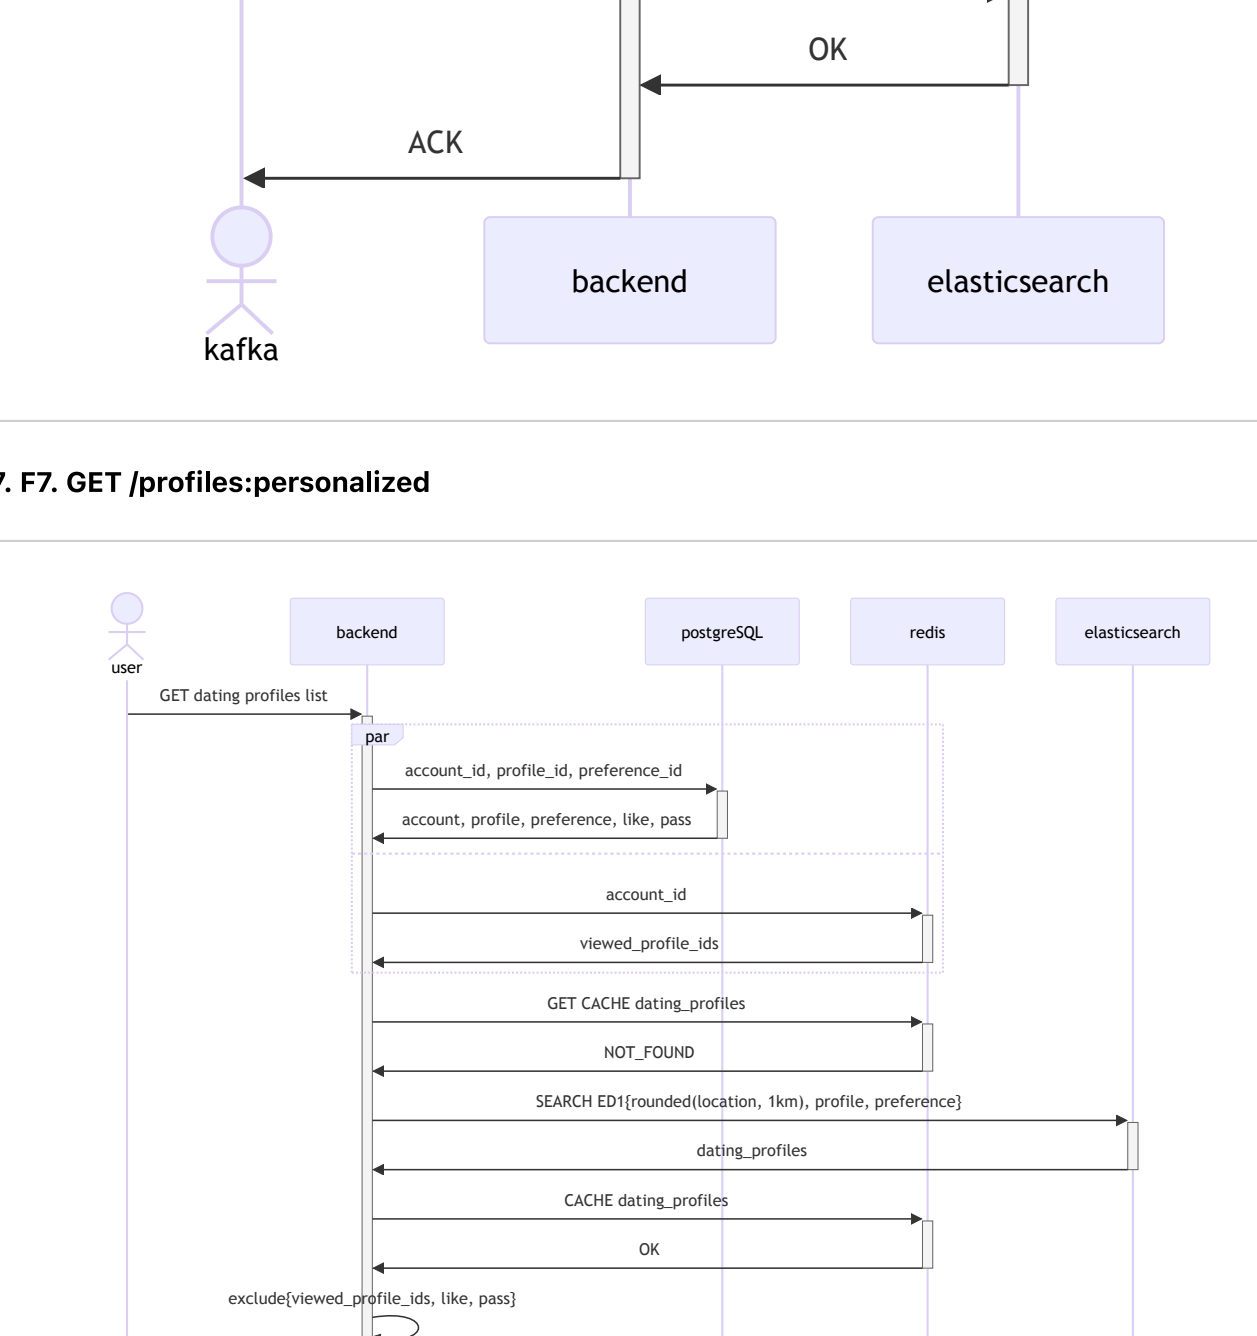 OK
ACK
backend
elasticsearch
kafka
7. F7. GET /profiles:personalized
backend
postgreSQL
redis
elasticsearch
user
GET dating profiles list
par
account_id, profile_id, preference_id
account, profile, preference, like, pass
account_id
viewed_profile_ids
GET CACHE dating_profiles
NOT_FOUND
SEARCH ED1{rounded(location, 1km), profile, preference}
dating_profiles
CACHE dating_profiles
OK
exclude{viewed_profile_ids, like, pass}